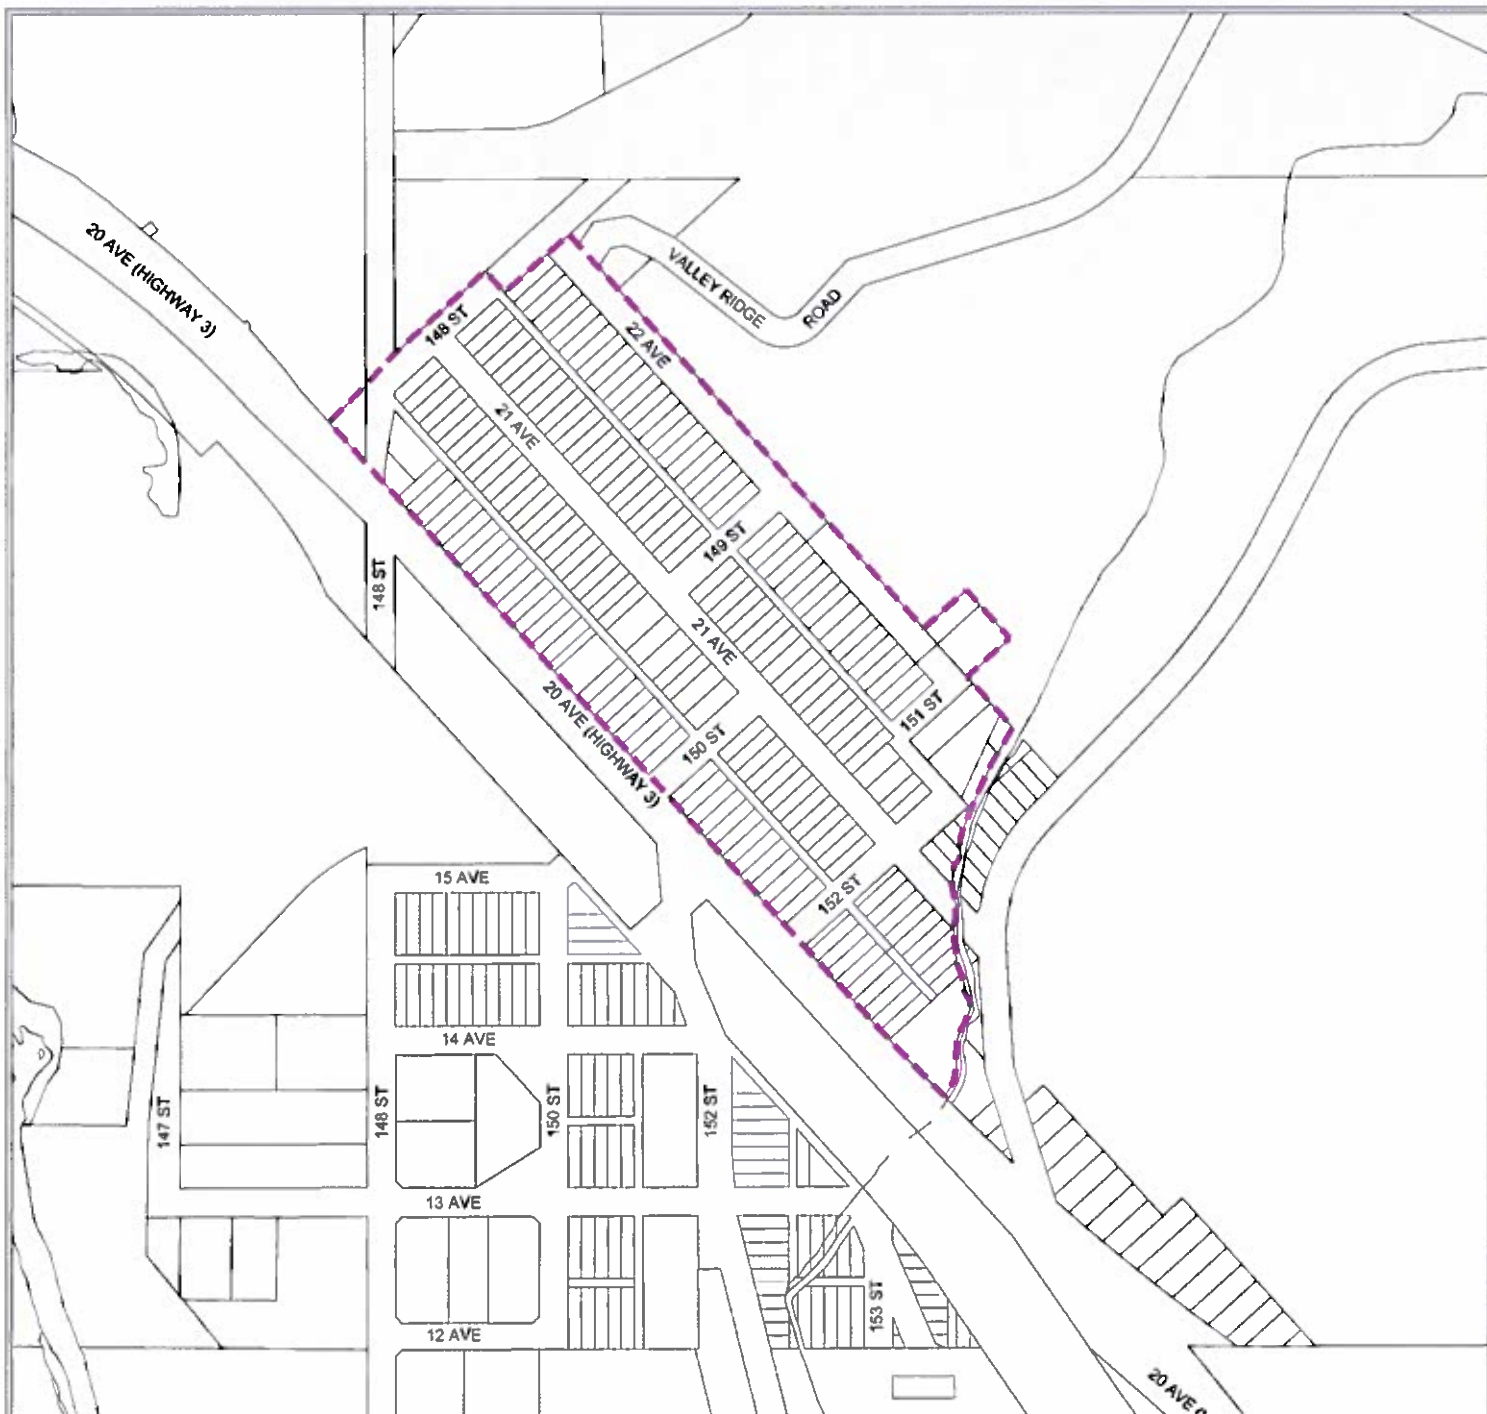 20 AVE (HIGHWAY 3)
VALLEY RIDGE
ROAD
148 ST
22 AVE
21 AVE
149 ST
148 ST
21 AVE
20 AVE (HIGHWAY 3)
151 ST
150 ST
152 ST
15 AVE
14 AVE
147 ST
148 ST
150 ST
152 ST
13 AVE
153 ST
12 AVE
20 AVE